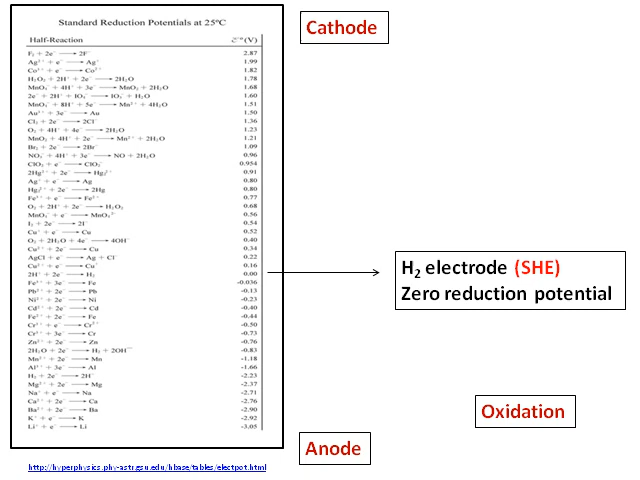 Cathode
Standard Reduction Potentials at 25°C
Half-Reaction ℰ°(V)
F₂ + 2e⁻ ⟶ 2F⁻ 2.87
Ag²⁺ + e⁻ ⟶ Ag⁺ 1.99
Co³⁺ + e⁻ ⟶ Co²⁺ 1.82
H₂O₂ + 2H⁺ + 2e⁻ ⟶ 2H₂O 1.78
MnO₄⁻ + 4H⁺ + 3e⁻ ⟶ MnO₂ + 2H₂O 1.68
2e⁻ + 2H⁺ + IO₄⁻ ⟶ IO₃⁻ + H₂O 1.60
MnO₄⁻ + 8H⁺ + 5e⁻ ⟶ Mn²⁺ + 4H₂O 1.51
Au³⁺ + 3e⁻ ⟶ Au 1.50
Cl₂ + 2e⁻ ⟶ 2Cl⁻ 1.36
O₂ + 4H⁺ + 4e⁻ ⟶ 2H₂O 1.23
MnO₂ + 4H⁺ + 2e⁻ ⟶ Mn²⁺ + 2H₂O 1.21
Br₂ + 2e⁻ ⟶ 2Br⁻ 1.09
NO₃⁻ + 4H⁺ + 3e⁻ ⟶ NO + 2H₂O 0.96
ClO₂ + e⁻ ⟶ ClO₂⁻ 0.954
2Hg²⁺ + 2e⁻ ⟶ Hg₂²⁺ 0.91
Ag⁺ + e⁻ ⟶ Ag 0.80
Hg₂²⁺ + 2e⁻ ⟶ 2Hg 0.80
Fe³⁺ + e⁻ ⟶ Fe²⁺ 0.77
O₂ + 2H⁺ + 2e⁻ ⟶ H₂O₂ 0.68
MnO₄⁻ + e⁻ ⟶ MnO₄²⁻ 0.56
I₂ + 2e⁻ ⟶ 2I⁻ 0.54
Cu⁺ + e⁻ ⟶ Cu 0.52
O₂ + 2H₂O + 4e⁻ ⟶ 4OH⁻ 0.40
Cu²⁺ + 2e⁻ ⟶ Cu 0.34
AgCl + e⁻ ⟶ Ag + Cl⁻ 0.22
Cu²⁺ + e⁻ ⟶ Cu⁺ 0.16
2H⁺ + 2e⁻ ⟶ H₂ 0.00
Fe³⁺ + 3e⁻ ⟶ Fe -0.036
Pb²⁺ + 2e⁻ ⟶ Pb -0.13
Ni²⁺ + 2e⁻ ⟶ Ni -0.23
Cd²⁺ + 2e⁻ ⟶ Cd -0.40
Fe²⁺ + 2e⁻ ⟶ Fe -0.44
Cr³⁺ + e⁻ ⟶ Cr²⁺ -0.50
Cr³⁺ + 3e⁻ ⟶ Cr -0.73
Zn²⁺ + 2e⁻ ⟶ Zn -0.76
2H₂O + 2e⁻ ⟶ H₂ + 2OH⁻ -0.83
Mn²⁺ + 2e⁻ ⟶ Mn -1.18
Al³⁺ + 3e⁻ ⟶ Al -1.66
H₂ + 2e⁻ ⟶ 2H⁻ -2.23
Mg²⁺ + 2e⁻ ⟶ Mg -2.37
Na⁺ + e⁻ ⟶ Na -2.71
Ca²⁺ + 2e⁻ ⟶ Ca -2.76
Ba²⁺ + 2e⁻ ⟶ Ba -2.90
K⁺ + e⁻ ⟶ K -2.92
Li⁺ + e⁻ ⟶ Li -3.05
H₂ electrode (SHE)
Zero reduction potential
Oxidation
Anode
http://hyperphysics.phy-astr.gsu.edu/hbase/tables/electpot.html